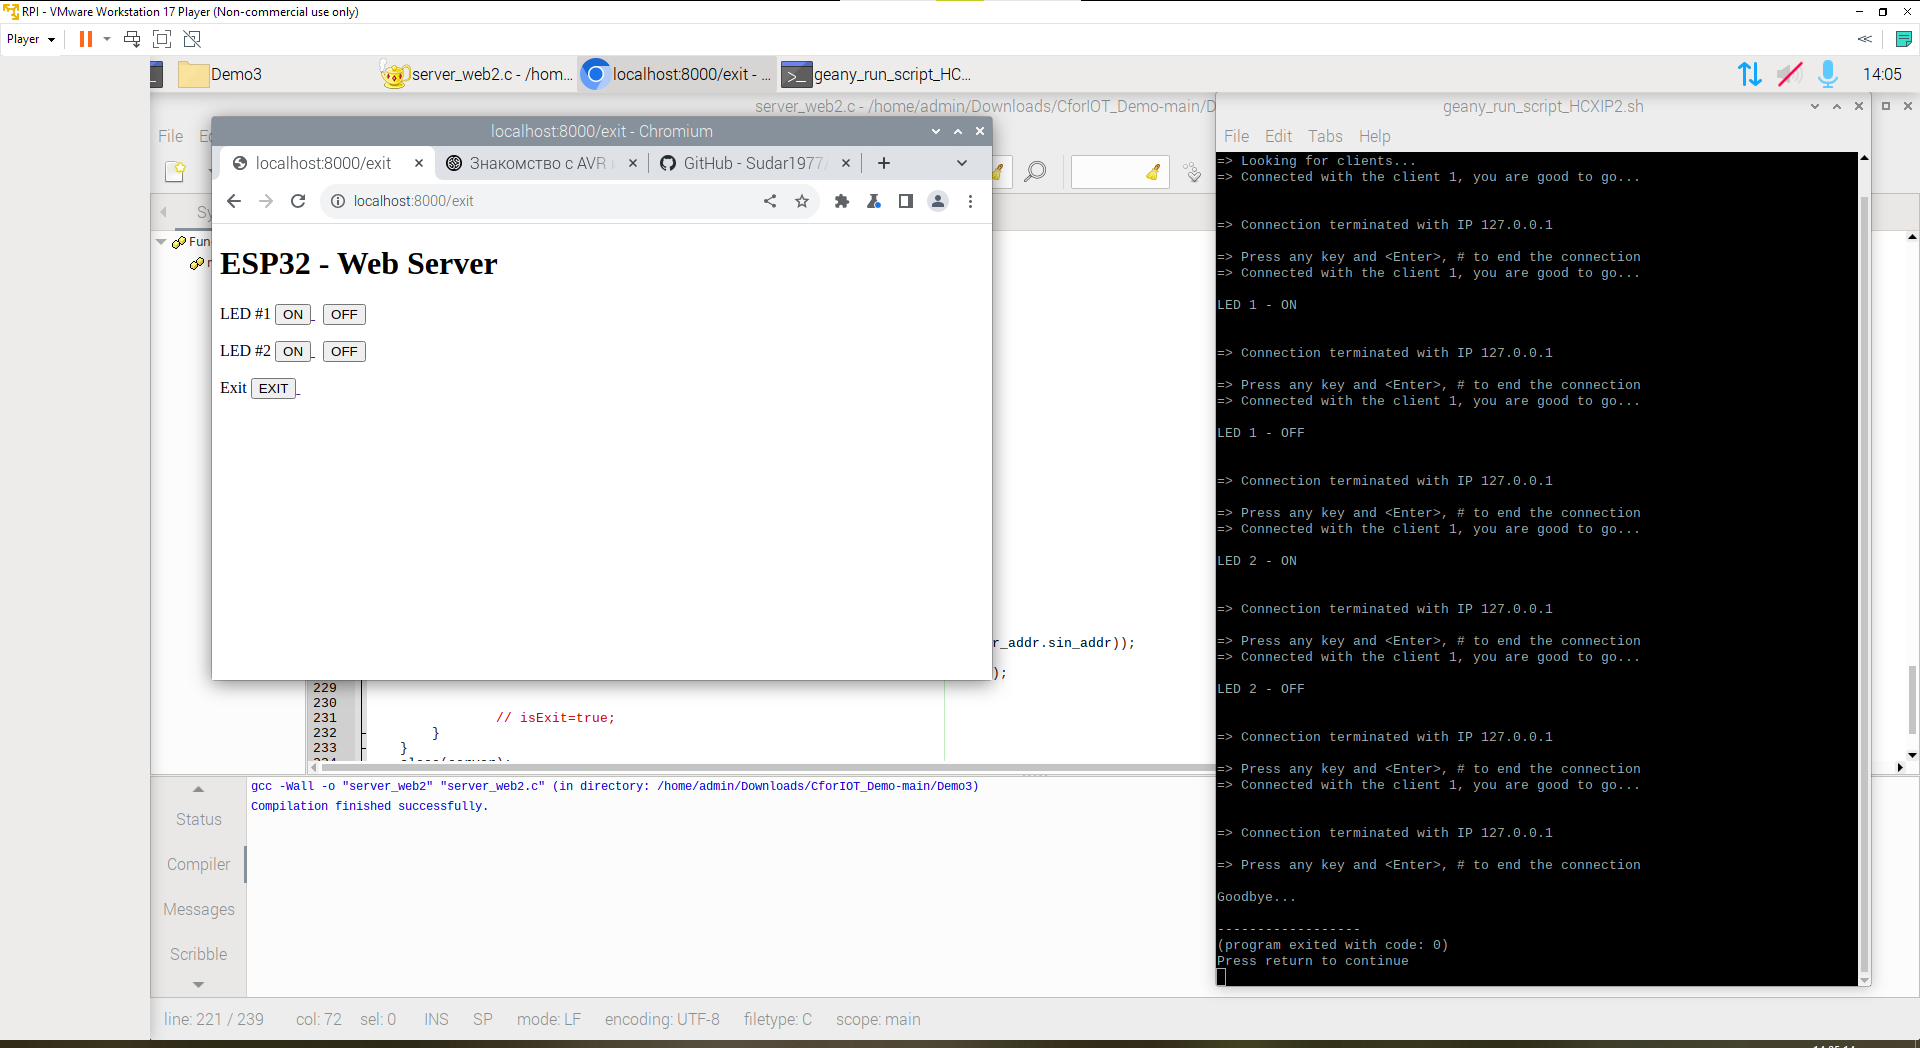 RPI - VMware Workstation 17 Player (Non-commercial use only)
Player
Demo3
server_web2.c - /hom...
localhost:8000/exit - ...
geany_run_script_HC...
14:05
server_web2.c - /home/admin/Downloads/CforIOT_Demo-main/D
File
localhost:8000/exit - Chromium
localhost:8000/exit
Знакомство с AVR
GitHub - Sudar1977
localhost:8000/exit
ESP32 - Web Server
LED #1 ON OFF
LED #2 ON OFF
Exit EXIT
r_addr.sin_addr));
);
229
230
231 // isExit=true;
232 }
233 }
gcc -Wall -o "server_web2" "server_web2.c" (in directory: /home/admin/Downloads/CforIOT_Demo-main/Demo3)
Compilation finished successfully.
Status
Compiler
Messages
Scribble
line: 221 / 239 col: 72 sel: 0 INS SP mode: LF encoding: UTF-8 filetype: C scope: main
geany_run_script_HCXIP2.sh
File Edit Tabs Help
=> Looking for clients...
=> Connected with the client 1, you are good to go...
=> Connection terminated with IP 127.0.0.1
=> Press any key and <Enter>, # to end the connection
=> Connected with the client 1, you are good to go...
LED 1 - ON
=> Connection terminated with IP 127.0.0.1
=> Press any key and <Enter>, # to end the connection
=> Connected with the client 1, you are good to go...
LED 1 - OFF
=> Connection terminated with IP 127.0.0.1
=> Press any key and <Enter>, # to end the connection
=> Connected with the client 1, you are good to go...
LED 2 - ON
=> Connection terminated with IP 127.0.0.1
=> Press any key and <Enter>, # to end the connection
=> Connected with the client 1, you are good to go...
LED 2 - OFF
=> Connection terminated with IP 127.0.0.1
=> Press any key and <Enter>, # to end the connection
=> Connected with the client 1, you are good to go...
=> Connection terminated with IP 127.0.0.1
=> Press any key and <Enter>, # to end the connection
Goodbye...
------------------
(program exited with code: 0)
Press return to continue